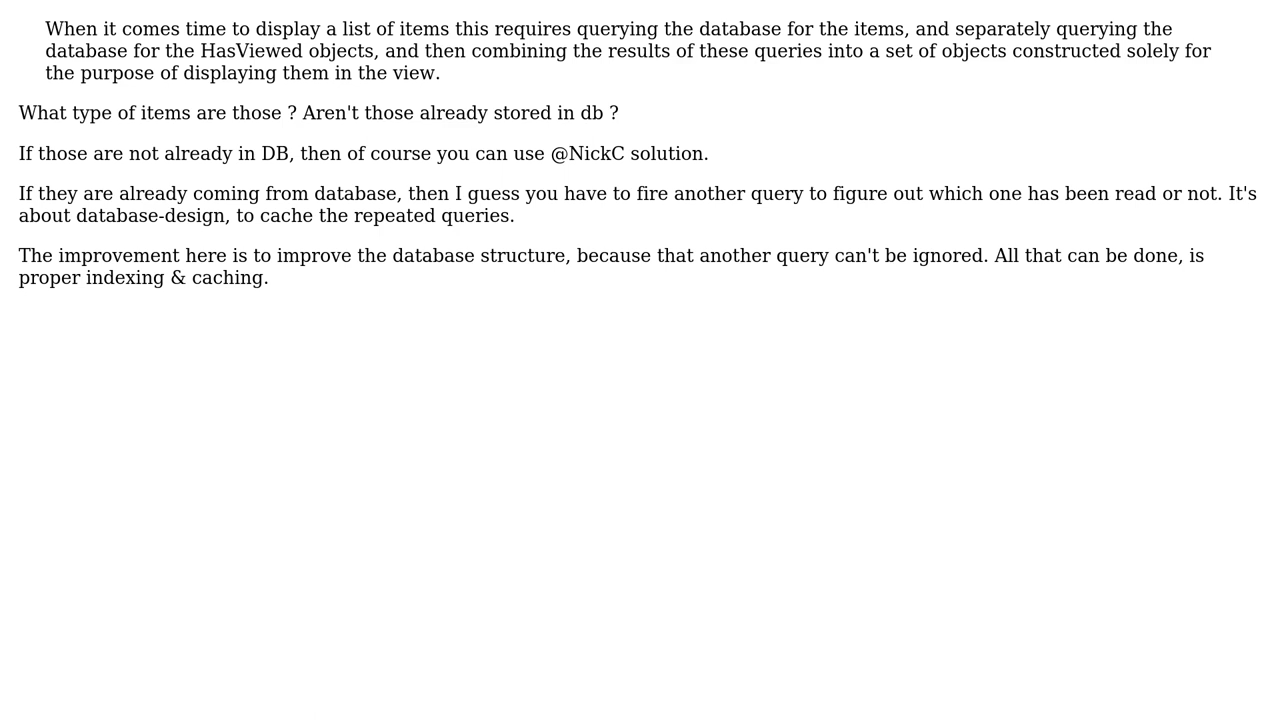 When it comes time to display a list of items this requires querying the database for the items, and separately querying the
database for the HasViewed objects, and then combining the results of these queries into a set of objects constructed solely for
the purpose of displaying them in the view.
What type of items are those ? Aren't those already stored in db ?
If those are not already in DB, then of course you can use @NickC solution.
If they are already coming from database, then I guess you have to fire another query to figure out which one has been read or not. It's
about database-design, to cache the repeated queries.
The improvement here is to improve the database structure, because that another query can't be ignored. All that can be done, is
proper indexing & caching.